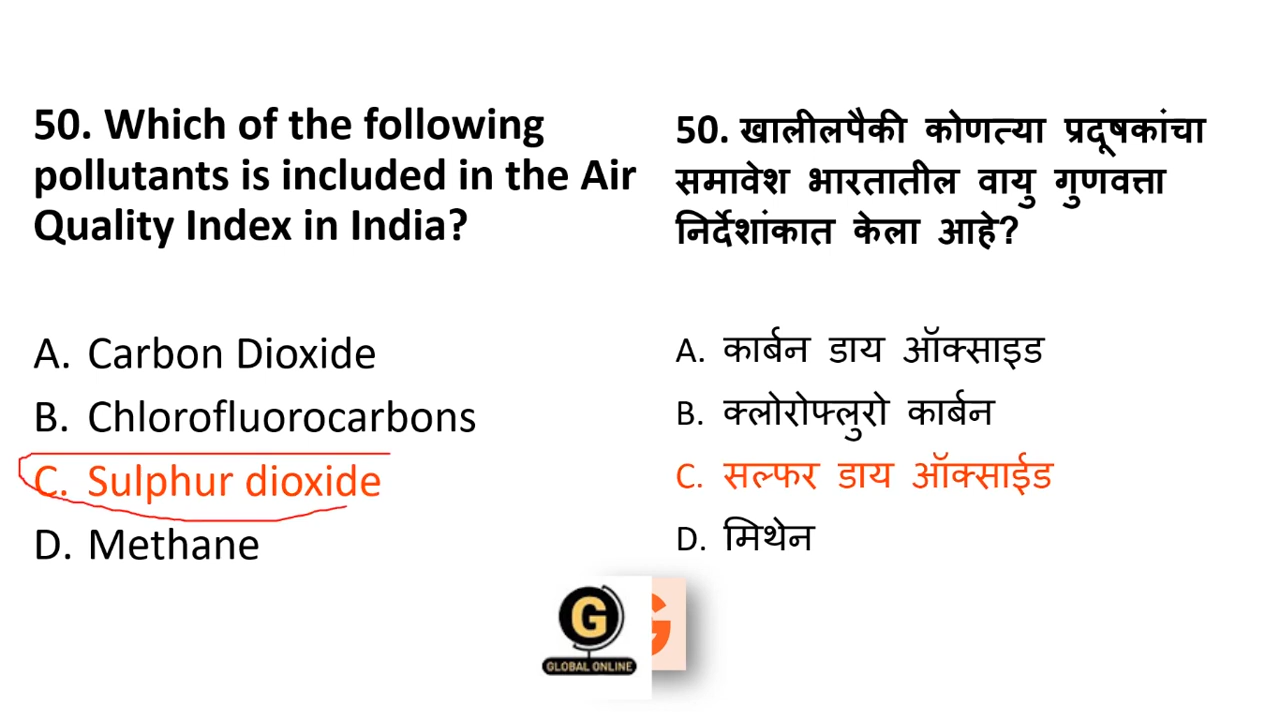 50. Which of the following
pollutants is included in the Air
Quality Index in India?
A. Carbon Dioxide
B. Chlorofluorocarbons
C. Sulphur dioxide
D. Methane
50. खालीलपैकी कोणत्या प्रदूषकांचा
समावेश भारतातील वायु गुणवत्ता
निर्देशांकात केला आहे?
A. कार्बन डाय ऑक्साइड
B. क्लोरोफ्लुरो कार्बन
C. सल्फर डाय ऑक्साईड
D. मिथेन
G
GLOBAL ONLINE
G